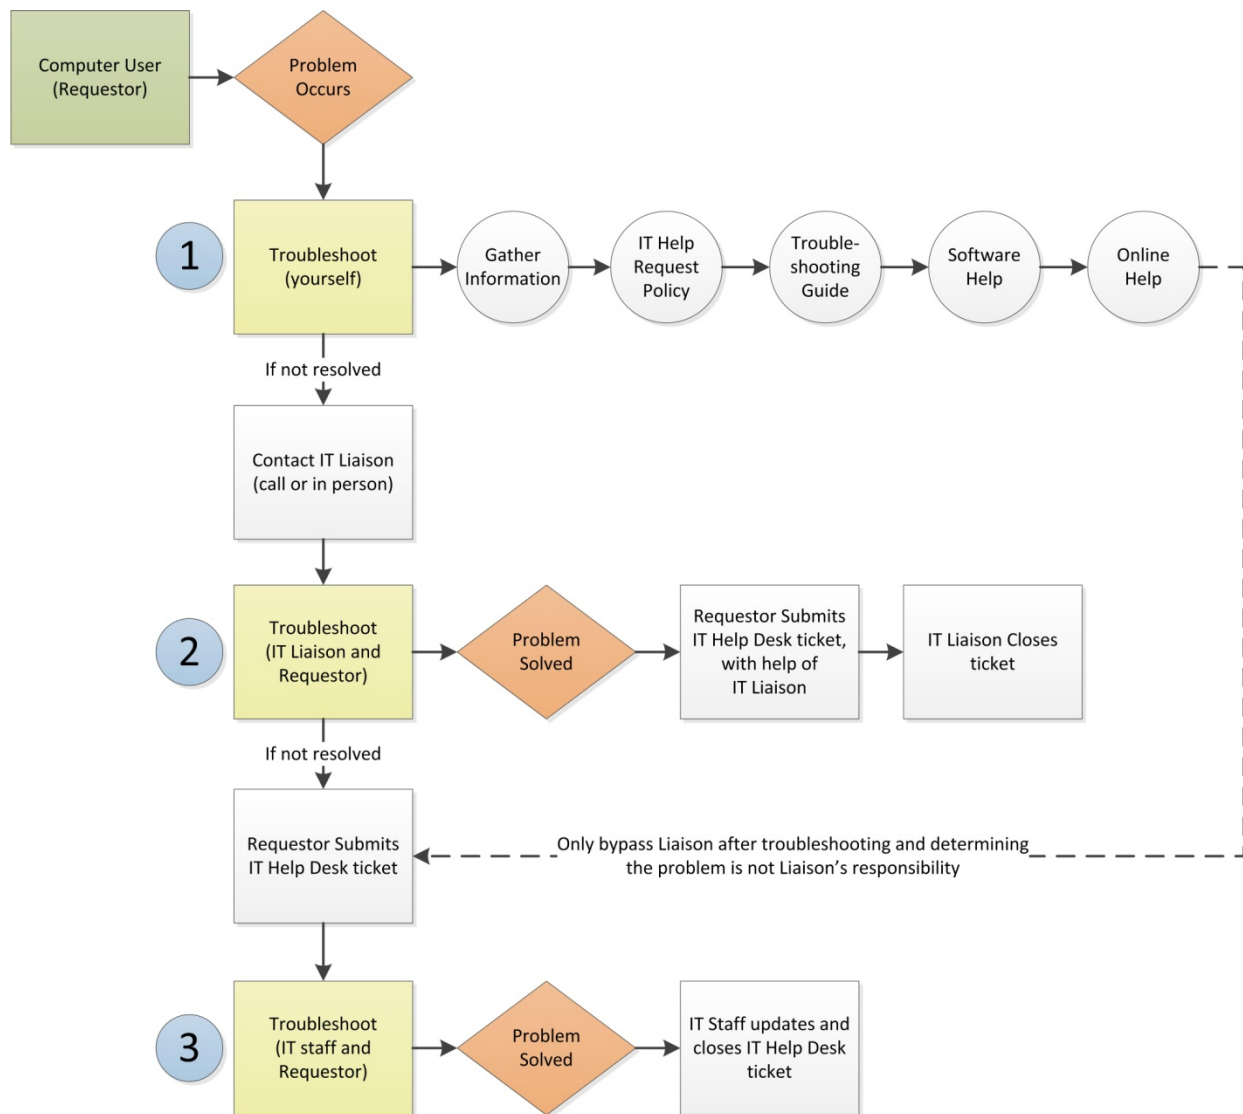 Computer User
(Requestor)
Problem
Occurs
1
Troubleshoot
(yourself)
Gather
Information
IT Help
Request
Policy
Trouble-
shooting
Guide
Software
Help
Online
Help
If not resolved
Contact IT Liaison
(call or in person)
2
Troubleshoot
(IT Liaison and
Requestor)
Problem
Solved
Requestor Submits
IT Help Desk ticket,
with help of
IT Liaison
IT Liaison Closes
ticket
If not resolved
Requestor Submits
IT Help Desk ticket
Only bypass Liaison after troubleshooting and determining
the problem is not Liaison’s responsibility
3
Troubleshoot
(IT staff and
Requestor)
Problem
Solved
IT Staff updates and
closes IT Help Desk
ticket